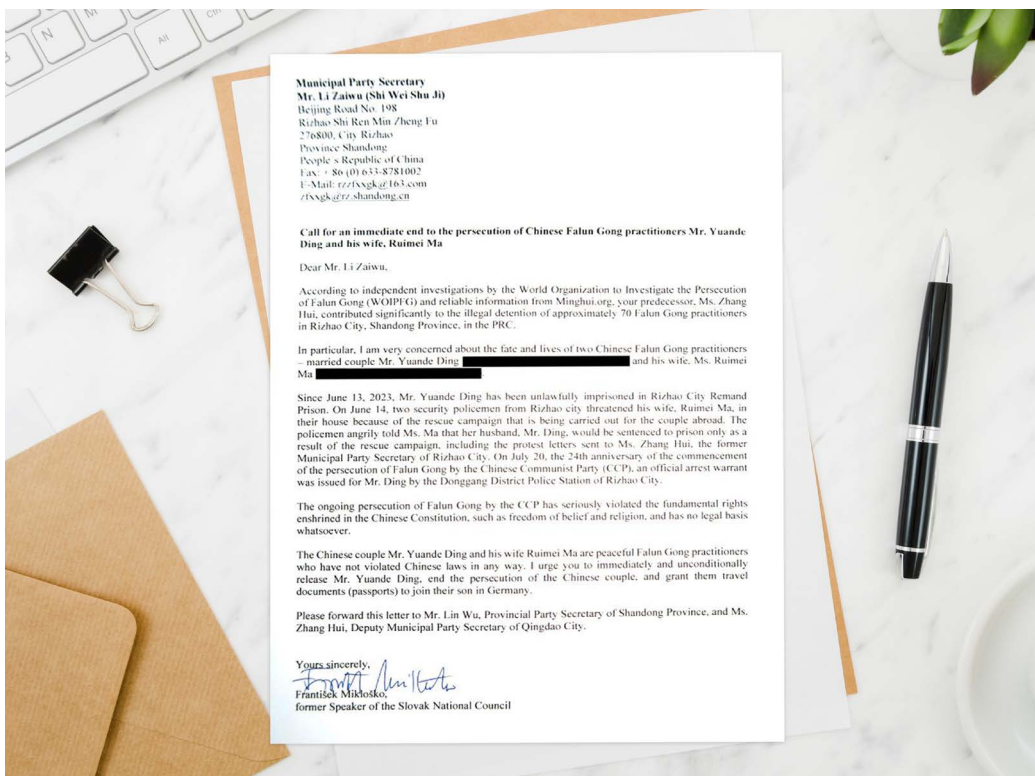 N
M
B
Alt
Ctrl
Municipal Party Secretary
Mr. Li Zaiwu (Shi Wei Shu Ji)
Beijing Road No. 198
Rizhao Shi Ren Min Zheng Fu
276800, City Rizhao
Province Shandong
People s Republic of China
Fax: + 86 (0) 633-8781002
E-Mail: rzzfxxgk@163.com
zfxxgk@rz.shandong.cn
Call for an immediate end to the persecution of Chinese Falun Gong practitioners Mr. Yuande
Ding and his wife, Ruimei Ma
Dear Mr. Li Zaiwu,
According to independent investigations by the World Organization to Investigate the Persecution
of Falun Gong (WOIPFG) and reliable information from Minghui.org, your predecessor, Ms. Zhang
Hui, contributed significantly to the illegal detention of approximately 70 Falun Gong practitioners
in Rizhao City, Shandong Province, in the PRC.
In particular, I am very concerned about the fate and lives of two Chinese Falun Gong practitioners
– married couple Mr. Yuande Ding and his wife, Ms. Ruimei
Ma .
Since June 13, 2023, Mr. Yuande Ding has been unlawfully imprisoned in Rizhao City Remand
Prison. On June 14, two security policemen from Rizhao city threatened his wife, Ruimei Ma, in
their house because of the rescue campaign that is being carried out for the couple abroad. The
policemen angrily told Ms. Ma that her husband, Mr. Ding, would be sentenced to prison only as a
result of the rescue campaign, including the protest letters sent to Ms. Zhang Hui, the former
Municipal Party Secretary of Rizhao City. On July 20, the 24th anniversary of the commencement
of the persecution of Falun Gong by the Chinese Communist Party (CCP), an official arrest warrant
was issued for Mr. Ding by the Donggang District Police Station of Rizhao City.
The ongoing persecution of Falun Gong by the CCP has seriously violated the fundamental rights
enshrined in the Chinese Constitution, such as freedom of belief and religion, and has no legal basis
whatsoever.
The Chinese couple Mr. Yuande Ding and his wife Ruimei Ma are peaceful Falun Gong practitioners
who have not violated Chinese laws in any way. I urge you to immediately and unconditionally
release Mr. Yuande Ding, end the persecution of the Chinese couple, and grant them travel
documents (passports) to join their son in Germany.
Please forward this letter to Mr. Lin Wu, Provincial Party Secretary of Shandong Province, and Ms.
Zhang Hui, Deputy Municipal Party Secretary of Qingdao City.
Yours sincerely,
František Mikloško,
former Speaker of the Slovak National Council